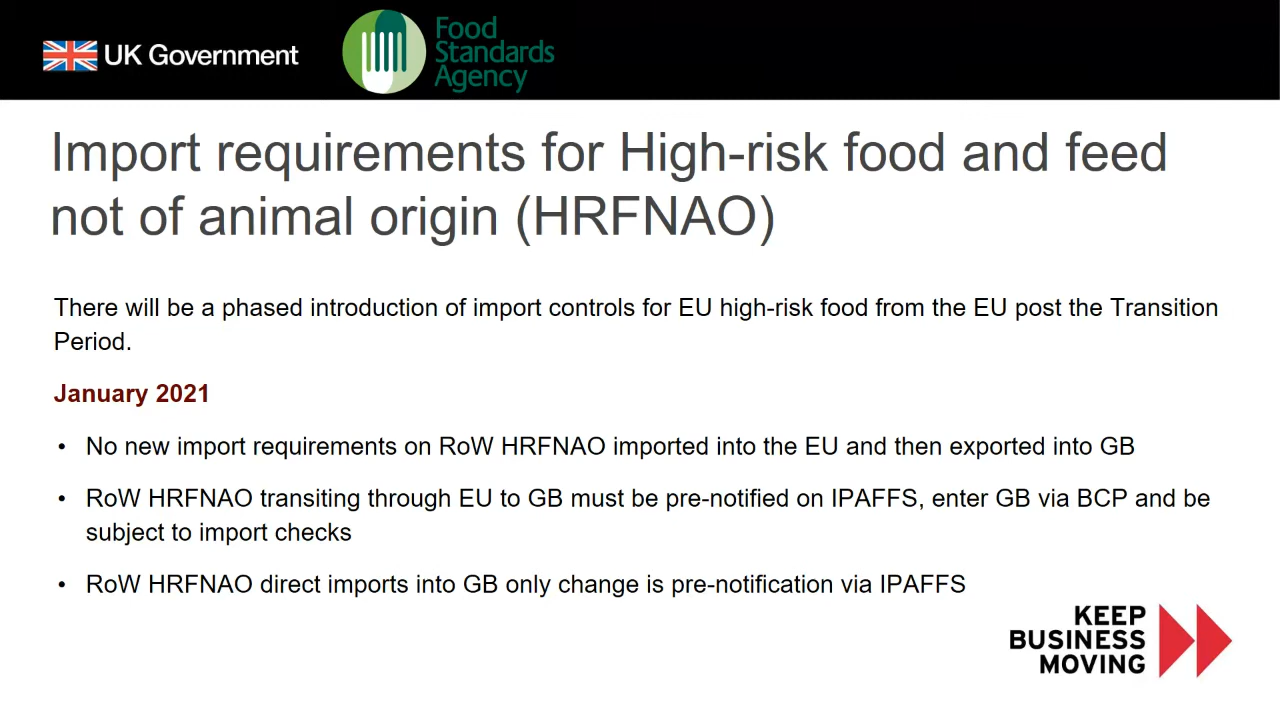 UK Government
Food
Standards
Agency
Import requirements for High-risk food and feed
not of animal origin (HRFNAO)
There will be a phased introduction of import controls for EU high-risk food from the EU post the Transition
Period.
January 2021
• No new import requirements on RoW HRFNAO imported into the EU and then exported into GB
• RoW HRFNAO transiting through EU to GB must be pre-notified on IPAFFS, enter GB via BCP and be
subject to import checks
• RoW HRFNAO direct imports into GB only change is pre-notification via IPAFFS
KEEP
BUSINESS
MOVING